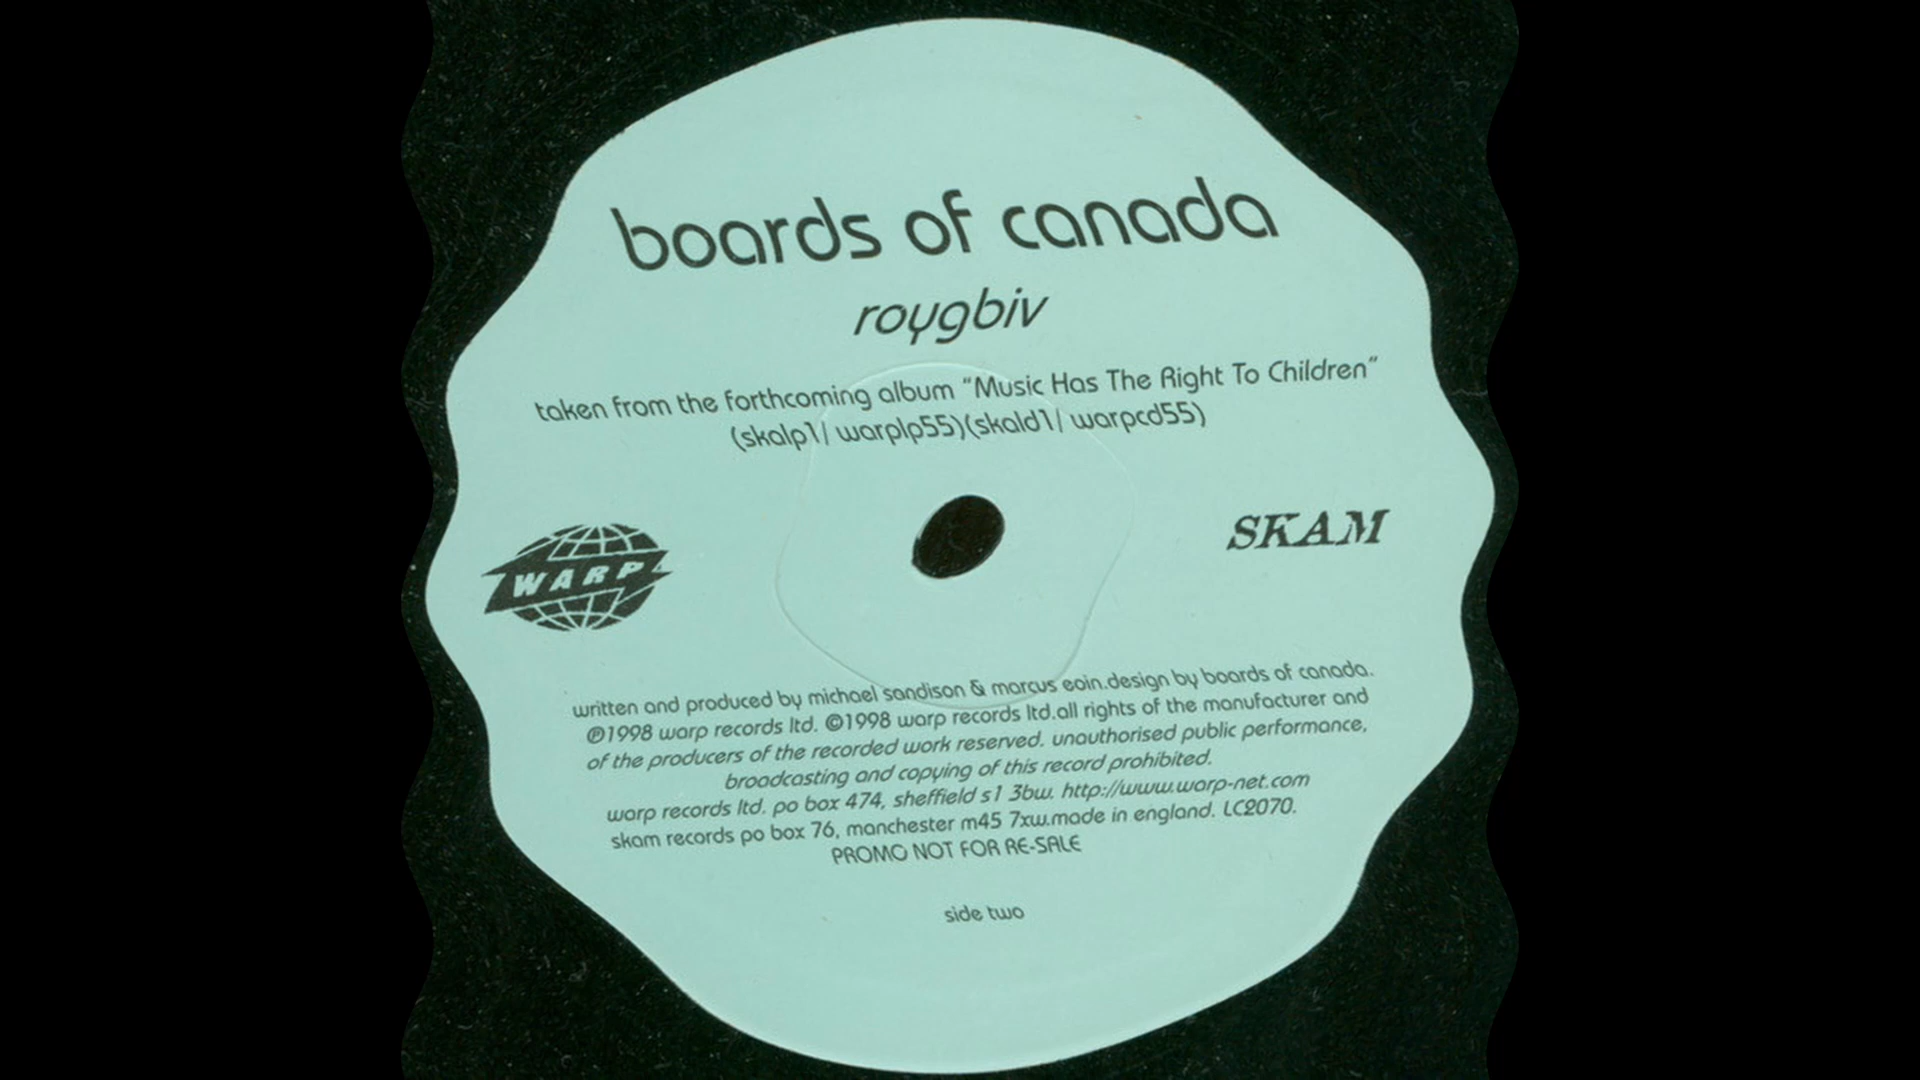 boards of canada
roygbiv
taken from the forthcoming album “Music Has The Right To Children”
(skalp1/ warplp55)(skald1/ warpcd55)
WARP
SKAM
written and produced by michael sandison & marcus eoin.design by boards of canada.
℗1998 warp records ltd. ©1998 warp records ltd.all rights of the manufacturer and
of the producers of the recorded work reserved. unauthorised public performance,
broadcasting and copying of this record prohibited.
warp records ltd. po box 474, sheffield s1 3bw. http://www.warp-net.com
skam records po box 76, manchester m45 7xw.made in england. LC2070.
PROMO NOT FOR RE-SALE
side two